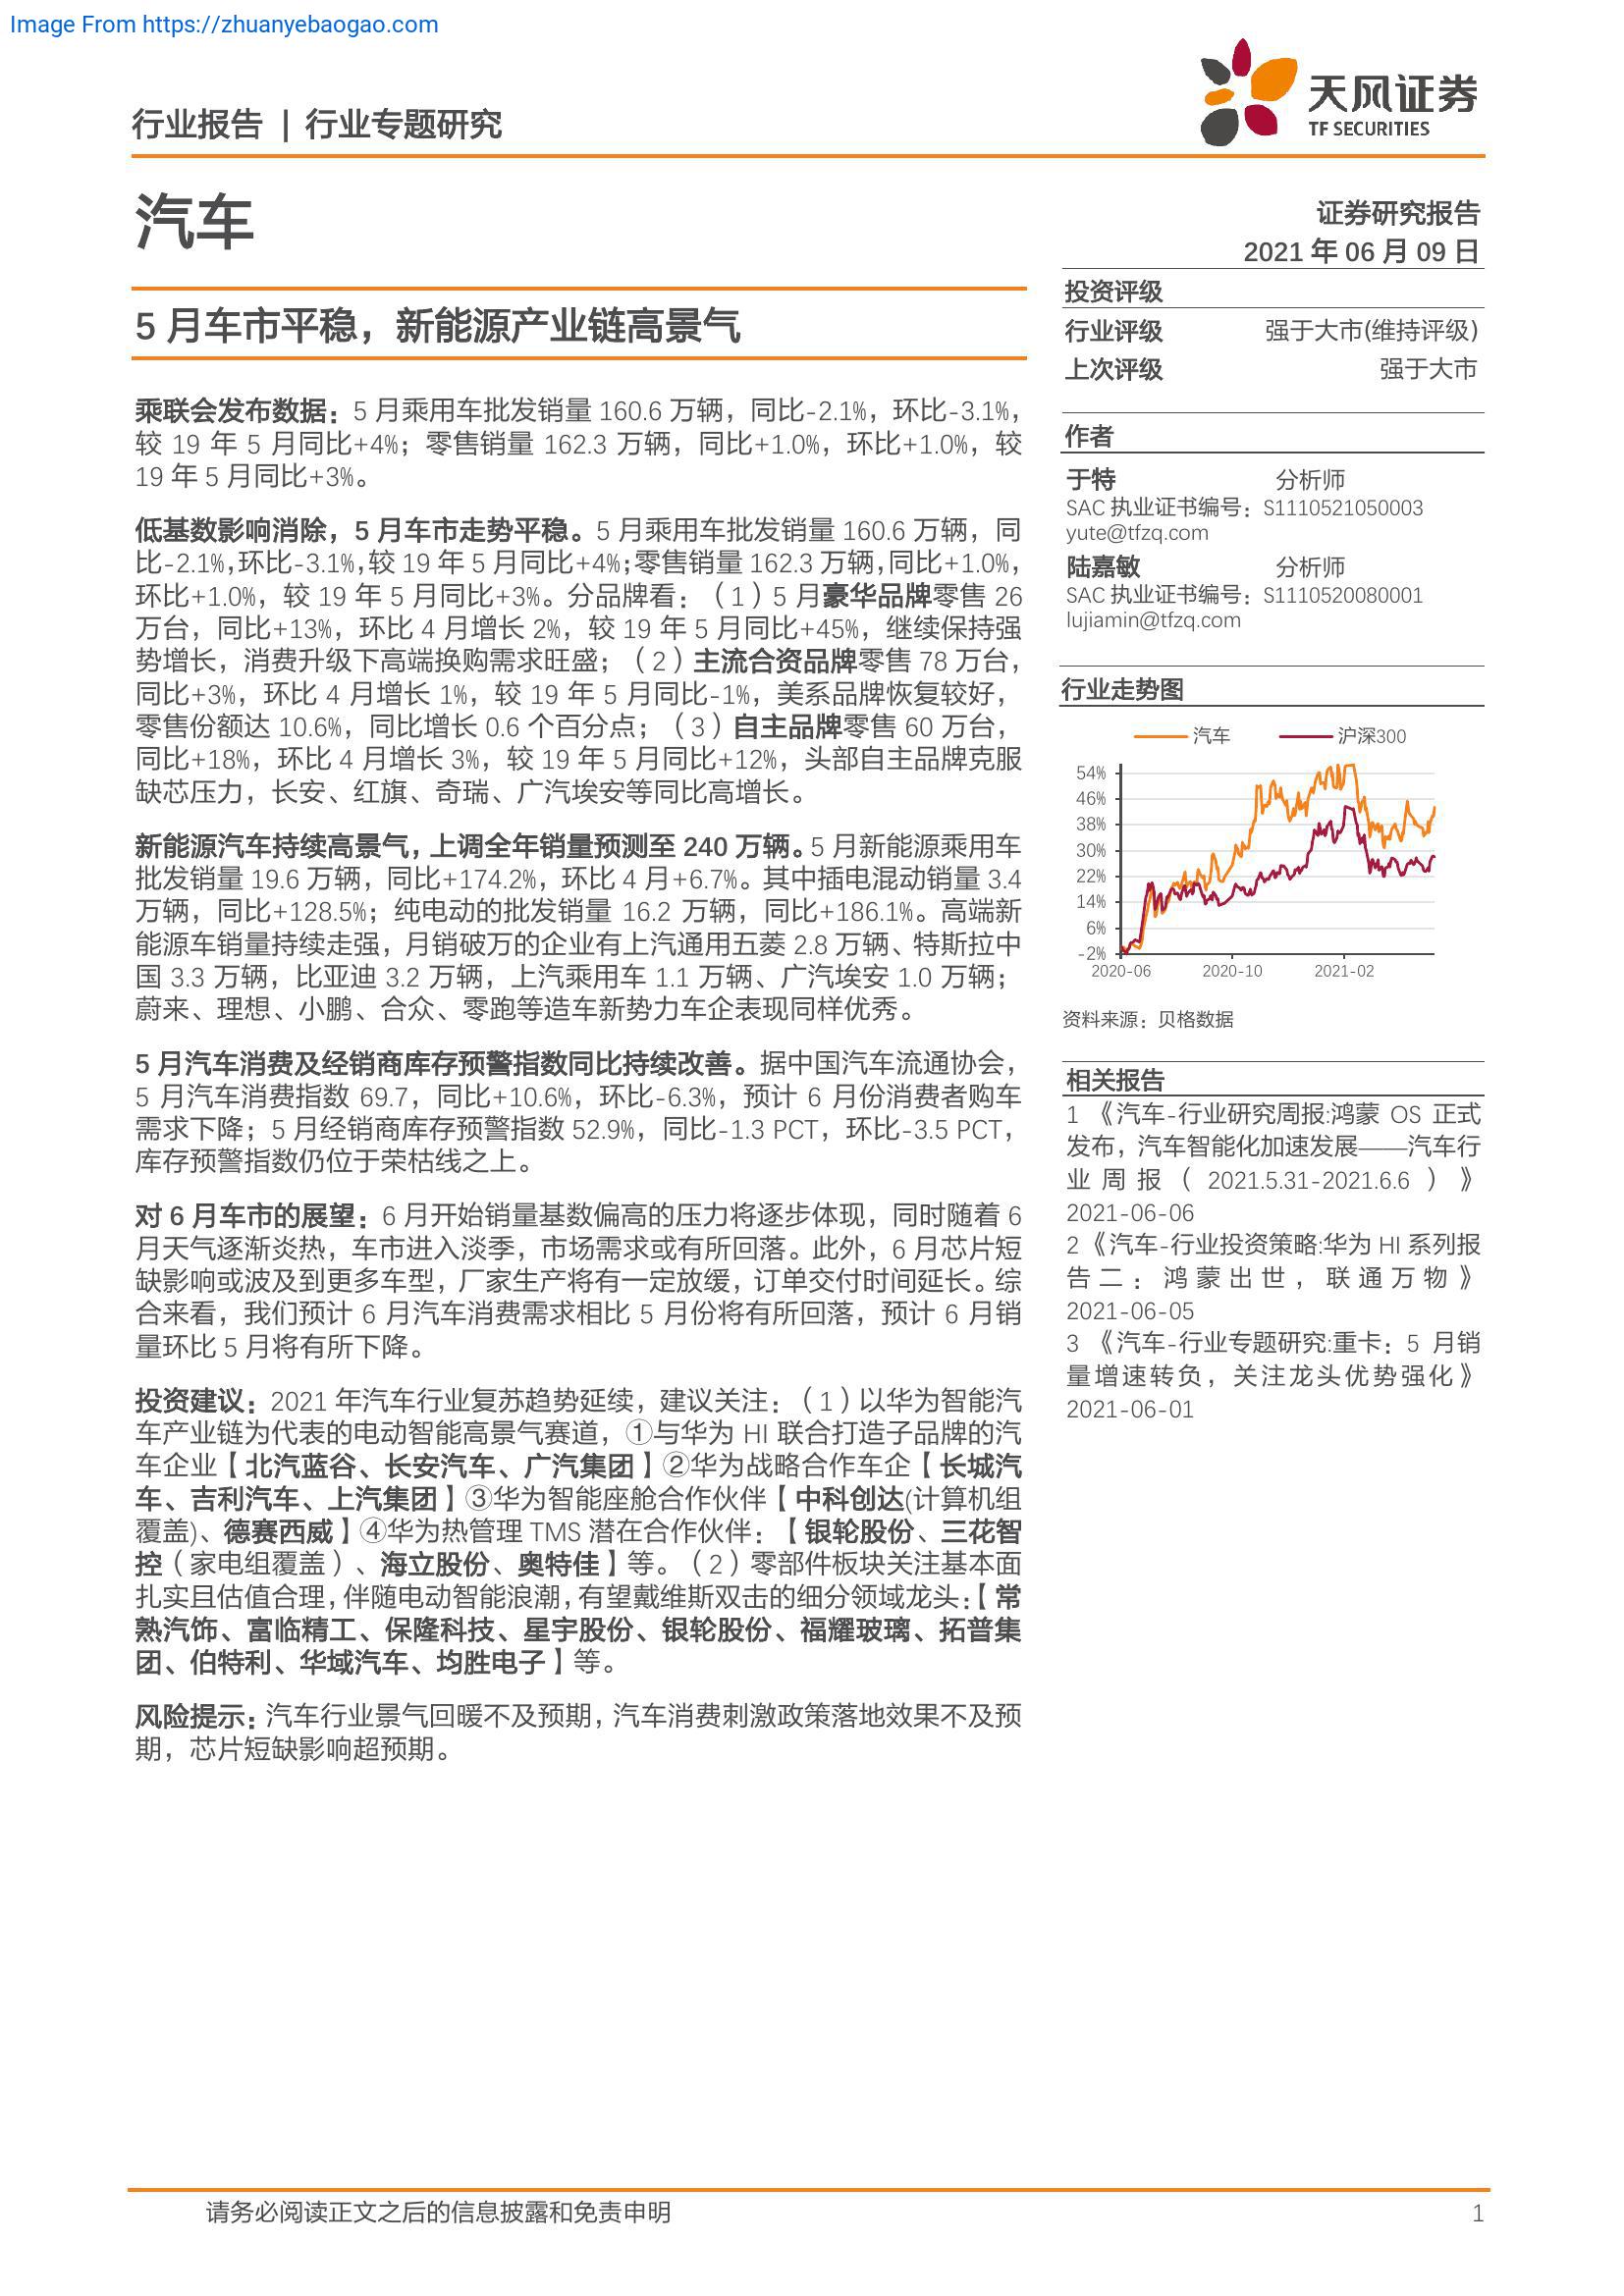 Image From https://zhuanyebaogao.com
行业报告 | 行业专题研究
天风证券
TF SECURITIES
汽车
证券研究报告
2021 年 06 月 09 日
5 月车市平稳，新能源产业链高景气
乘联会发布数据：5 月乘用车批发销量 160.6 万辆，同比-2.1%，环比-3.1%，
较 19 年 5 月同比+4%；零售销量 162.3 万辆，同比+1.0%，环比+1.0%，较
19 年 5 月同比+3%。
低基数影响消除，5 月车市走势平稳。5 月乘用车批发销量 160.6 万辆，同
比-2.1%，环比-3.1%，较 19 年 5 月同比+4%；零售销量 162.3 万辆，同比+1.0%，
环比+1.0%，较 19 年 5 月同比+3%。分品牌看：（1）5 月豪华品牌零售 26
万台，同比+13%，环比 4 月增长 2%，较 19 年 5 月同比+45%，继续保持强
势增长，消费升级下高端换购需求旺盛；（2）主流合资品牌零售 78 万台，
同比+3%，环比 4 月增长 1%，较 19 年 5 月同比-1%，美系品牌恢复较好，
零售份额达 10.6%，同比增长 0.6 个百分点；（3）自主品牌零售 60 万台，
同比+18%，环比 4 月增长 3%，较 19 年 5 月同比+12%，头部自主品牌克服
缺芯压力，长安、红旗、奇瑞、广汽埃安等同比高增长。
新能源汽车持续高景气，上调全年销量预测至 240 万辆。5 月新能源乘用车
批发销量 19.6 万辆，同比+174.2%，环比 4 月+6.7%。其中插电混动销量 3.4
万辆，同比+128.5%；纯电动的批发销量 16.2 万辆，同比+186.1%。高端新
能源车销量持续走强，月销破万的企业有上汽通用五菱 2.8 万辆、特斯拉中
国 3.3 万辆，比亚迪 3.2 万辆，上汽乘用车 1.1 万辆、广汽埃安 1.0 万辆；
蔚来、理想、小鹏、合众、零跑等造车新势力车企表现同样优秀。
5 月汽车消费及经销商库存预警指数同比持续改善。据中国汽车流通协会，
5 月汽车消费指数 69.7，同比+10.6%，环比-6.3%，预计 6 月份消费者购车
需求下降；5 月经销商库存预警指数 52.9%，同比-1.3 PCT，环比-3.5 PCT，
库存预警指数仍位于荣枯线之上。
对 6 月车市的展望：6 月开始销量基数偏高的压力将逐步体现，同时随着 6
月天气逐渐炎热，车市进入淡季，市场需求或有所回落。此外，6 月芯片短
缺影响或波及到更多车型，厂家生产将有一定放缓，订单交付时间延长。综
合来看，我们预计 6 月汽车消费需求相比 5 月份将有所回落，预计 6 月销
量环比 5 月将有所下降。
投资建议：2021 年汽车行业复苏趋势延续，建议关注：（1）以华为智能汽
车产业链为代表的电动智能高景气赛道，①与华为 HI 联合打造子品牌的汽
车企业【北汽蓝谷、长安汽车、广汽集团】②华为战略合作车企【长城汽
车、吉利汽车、上汽集团】③华为智能座舱合作伙伴【中科创达(计算机组
覆盖)、德赛西威】④华为热管理 TMS 潜在合作伙伴：【银轮股份、三花智
控（家电组覆盖）、海立股份、奥特佳】等。（2）零部件板块关注基本面
扎实且估值合理，伴随电动智能浪潮，有望戴维斯双击的细分领域龙头：【常
熟汽饰、富临精工、保隆科技、星宇股份、银轮股份、福耀玻璃、拓普集
团、伯特利、华域汽车、均胜电子】等。
风险提示：汽车行业景气回暖不及预期，汽车消费刺激政策落地效果不及预
期，芯片短缺影响超预期。
投资评级
行业评级 强于大市(维持评级)
上次评级 强于大市
作者
于特 分析师
SAC 执业证书编号：S1110521050003
yute@tfzq.com
陆嘉敏 分析师
SAC 执业证书编号：S1110520080001
lujiamin@tfzq.com
行业走势图
汽车 沪深300
54%
46%
38%
30%
22%
14%
6%
-2%
2020-06 2020-10 2021-02
资料来源：贝格数据
相关报告
1 《汽车-行业研究周报:鸿蒙 OS 正式
发布，汽车智能化加速发展——汽车行
业周报（2021.5.31-2021.6.6）》
2021-06-06
2 《汽车-行业投资策略:华为 HI 系列报
告二：鸿蒙出世，联通万物》
2021-06-05
3 《汽车-行业专题研究:重卡：5 月销
量增速转负，关注龙头优势强化》
2021-06-01
请务必阅读正文之后的信息披露和免责申明 1